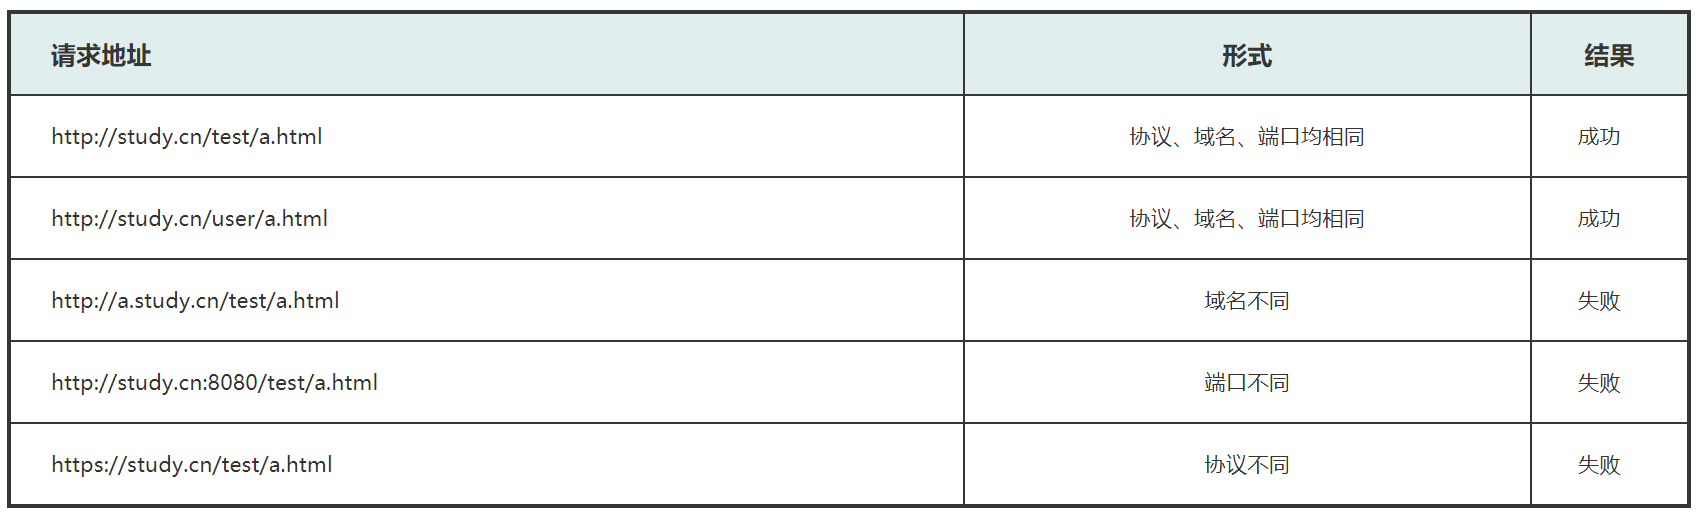 请求地址 形式 结果
http://study.cn/test/a.html 协议、域名、端口均相同 成功
http://study.cn/user/a.html 协议、域名、端口均相同 成功
http://a.study.cn/test/a.html 域名不同 失败
http://study.cn:8080/test/a.html 端口不同 失败
https://study.cn/test/a.html 协议不同 失败